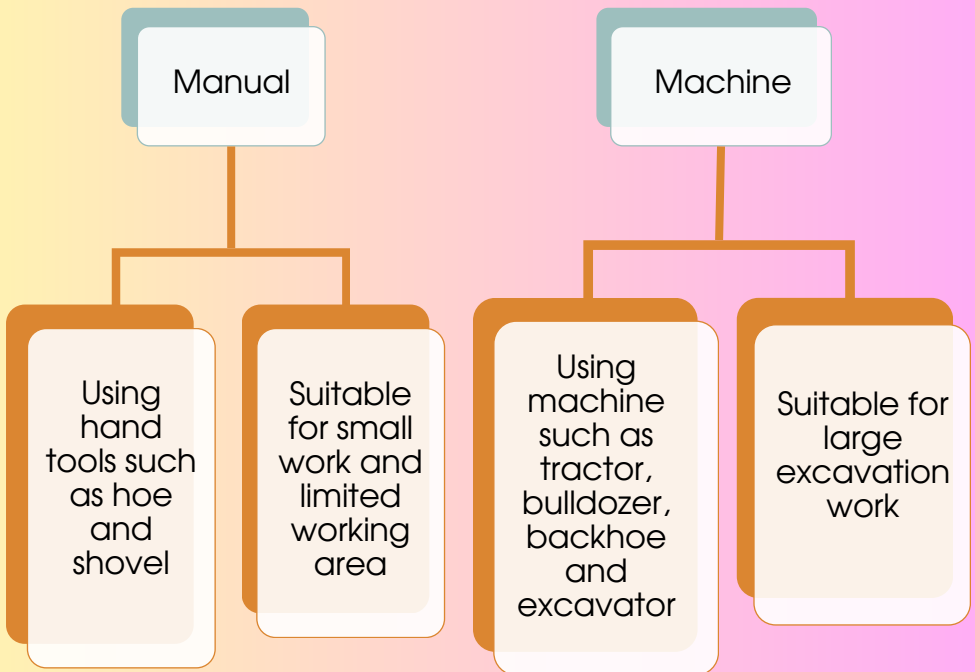 Manual
Using
hand
tools such
as hoe
and
shovel
Suitable
for small
work and
limited
working
area
Machine
Using
machine
such as
tractor,
bulldozer,
backhoe
and
excavator
Suitable for
large
excavation
work